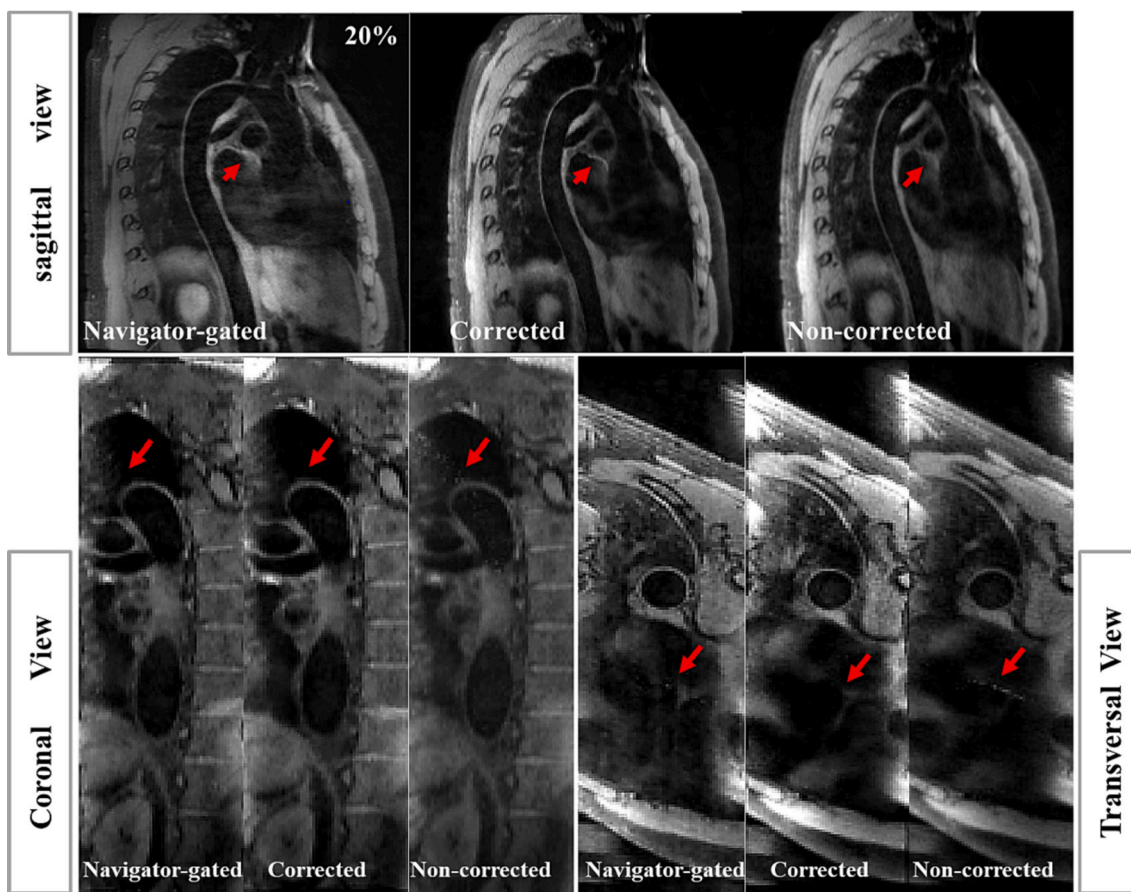 sagittal view
20%
Navigator-gated
Corrected
Non-corrected
Coronal View
Navigator-gated
Corrected
Non-corrected
Navigator-gated
Corrected
Non-corrected
Transversal View